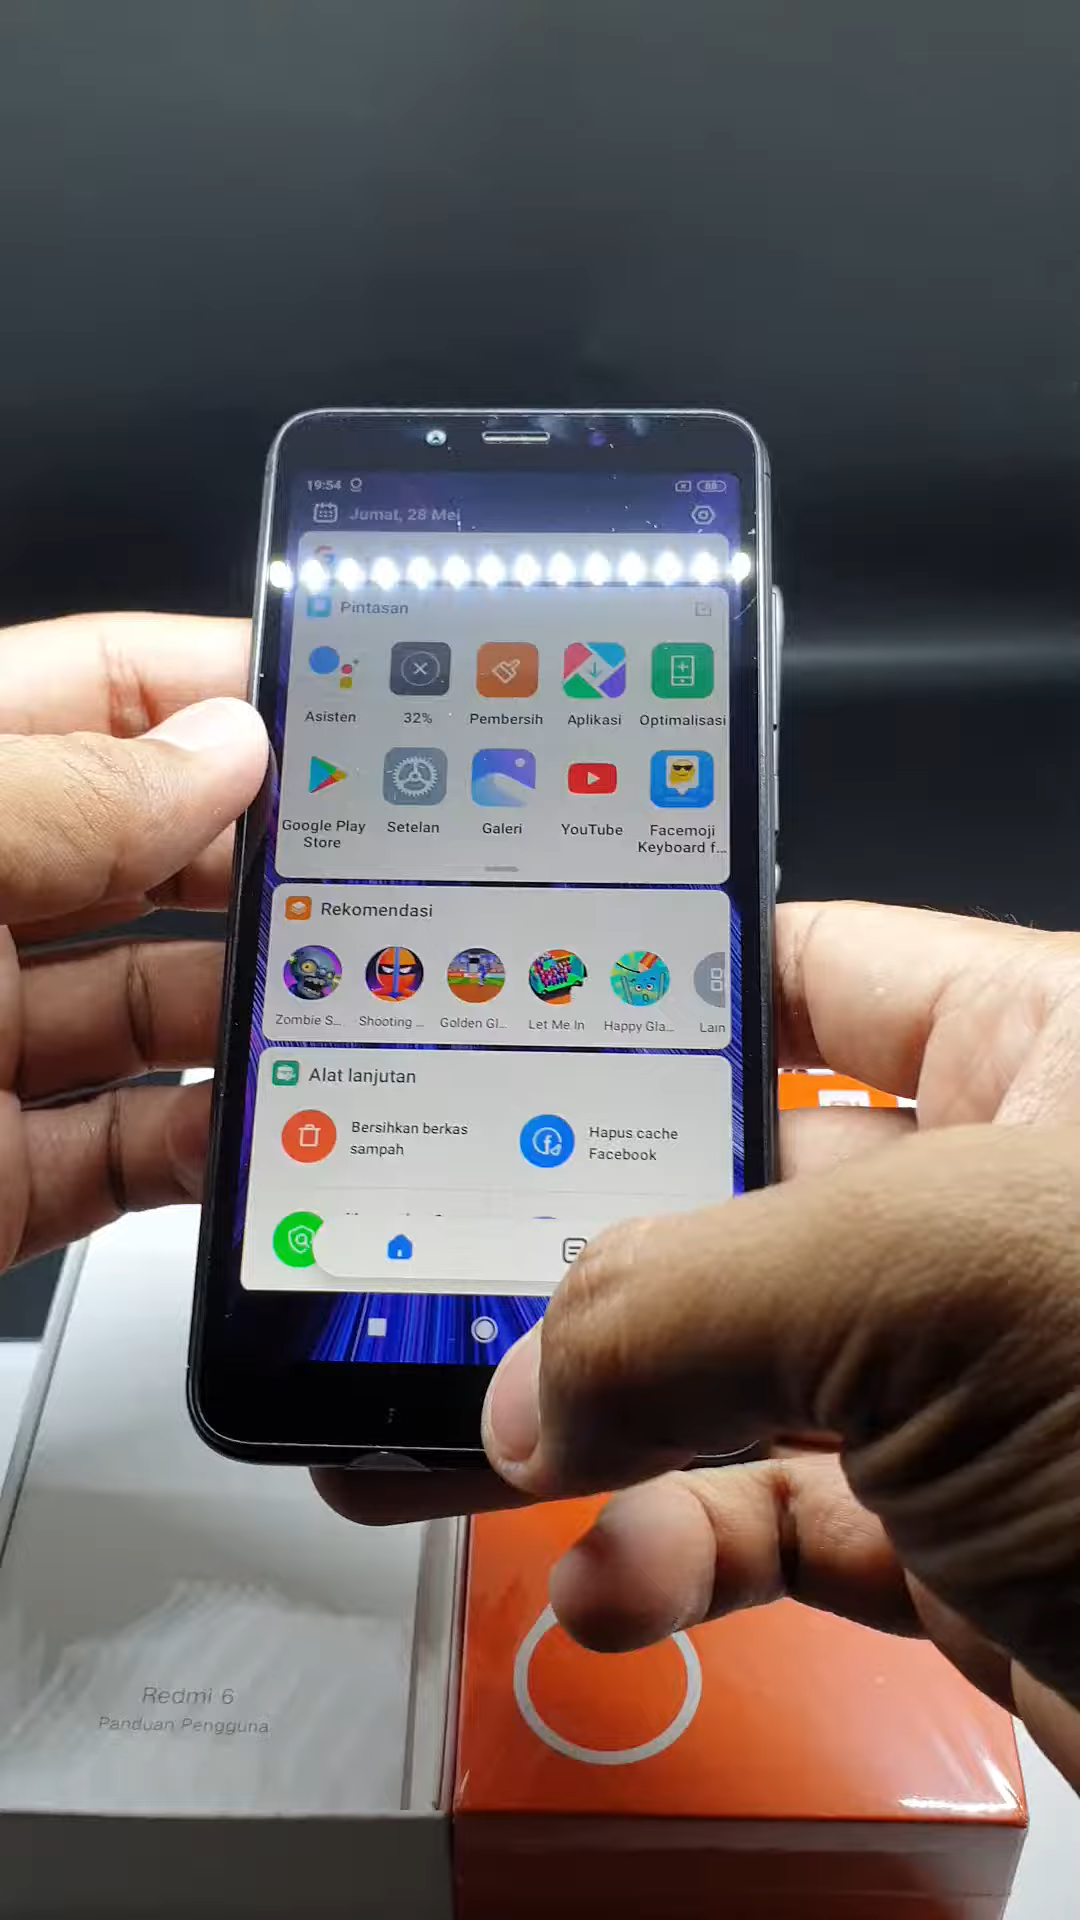 19:54
88
Jumat, 28 Mei
Pintasan
Asisten
32%
Pembersih
Aplikasi
Optimalisasi
Google Play
Store
Setelan
Galeri
YouTube
Facemoji
Keyboard f...
Rekomendasi
Zombie S...
Shooting ...
Golden Gl...
Let Me In
Happy Gla...
Lain
Alat lanjutan
Bersihkan berkas
sampah
Hapus cache
Facebook
Redmi 6
Panduan Pengguna